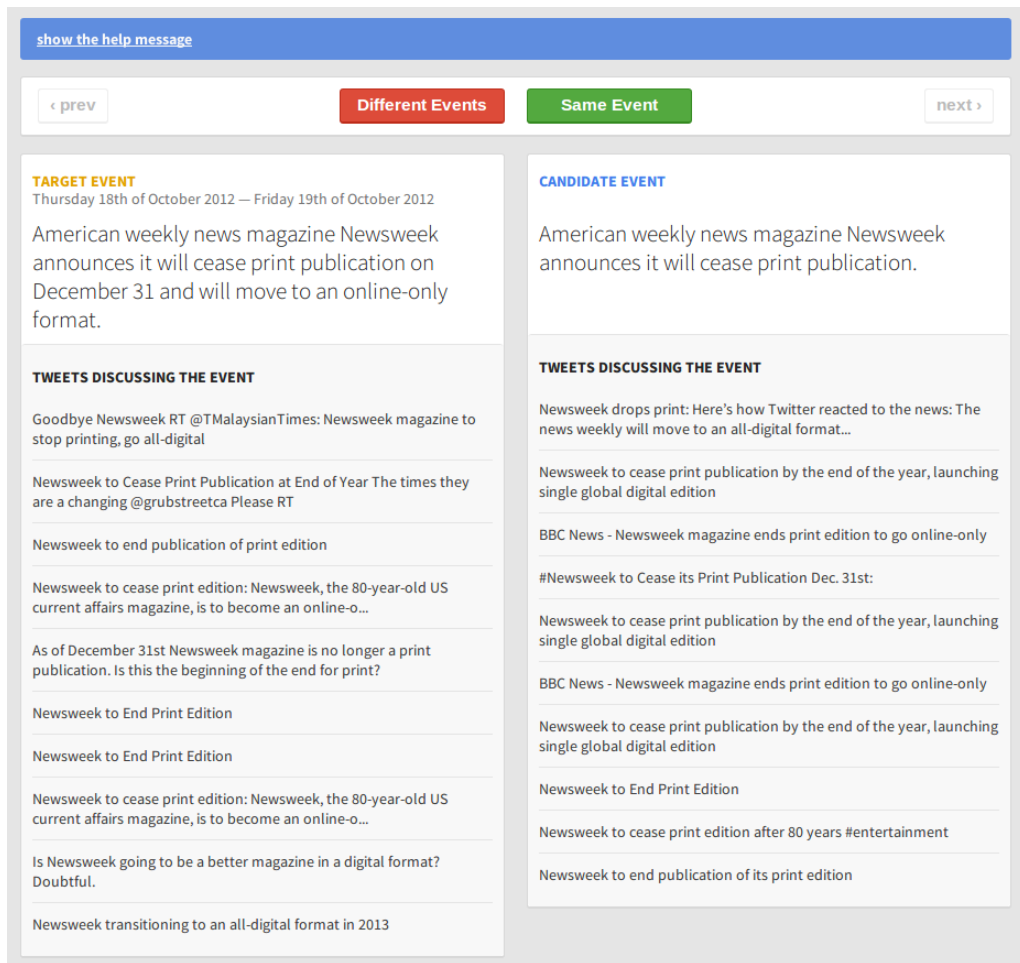 show the help message
‹ prev
Different Events
Same Event
next ›
TARGET EVENT
Thursday 18th of October 2012 — Friday 19th of October 2012
American weekly news magazine Newsweek
announces it will cease print publication on
December 31 and will move to an online-only
format.
TWEETS DISCUSSING THE EVENT
Goodbye Newsweek RT @TMalaysianTimes: Newsweek magazine to
stop printing, go all-digital
Newsweek to Cease Print Publication at End of Year The times they
are a changing @grubstreetca Please RT
Newsweek to end publication of print edition
Newsweek to cease print edition: Newsweek, the 80-year-old US
current affairs magazine, is to become an online-o...
As of December 31st Newsweek magazine is no longer a print
publication. Is this the beginning of the end for print?
Newsweek to End Print Edition
Newsweek to End Print Edition
Newsweek to cease print edition: Newsweek, the 80-year-old US
current affairs magazine, is to become an online-o...
Is Newsweek going to be a better magazine in a digital format?
Doubtful.
Newsweek transitioning to an all-digital format in 2013
CANDIDATE EVENT
American weekly news magazine Newsweek
announces it will cease print publication.
TWEETS DISCUSSING THE EVENT
Newsweek drops print: Here’s how Twitter reacted to the news: The
news weekly will move to an all-digital format...
Newsweek to cease print publication by the end of the year, launching
single global digital edition
BBC News - Newsweek magazine ends print edition to go online-only
#Newsweek to Cease its Print Publication Dec. 31st:
Newsweek to cease print publication by the end of the year, launching
single global digital edition
BBC News - Newsweek magazine ends print edition to go online-only
Newsweek to cease print publication by the end of the year, launching
single global digital edition
Newsweek to End Print Edition
Newsweek to cease print edition after 80 years #entertainment
Newsweek to end publication of its print edition